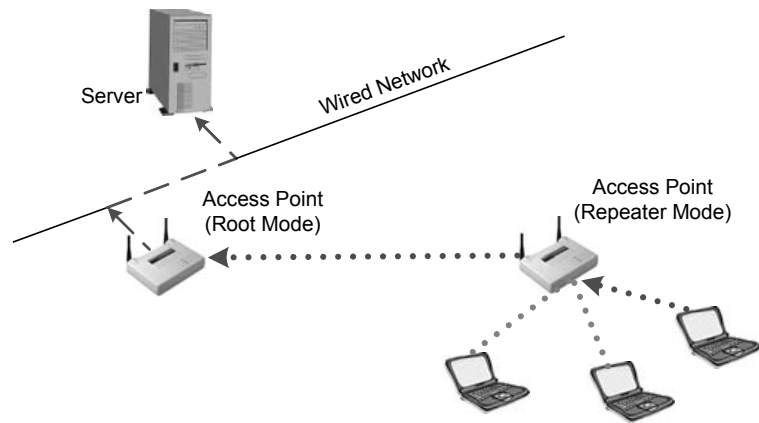 Server
Wired Network
Access Point
(Root Mode)
Access Point
(Repeater Mode)